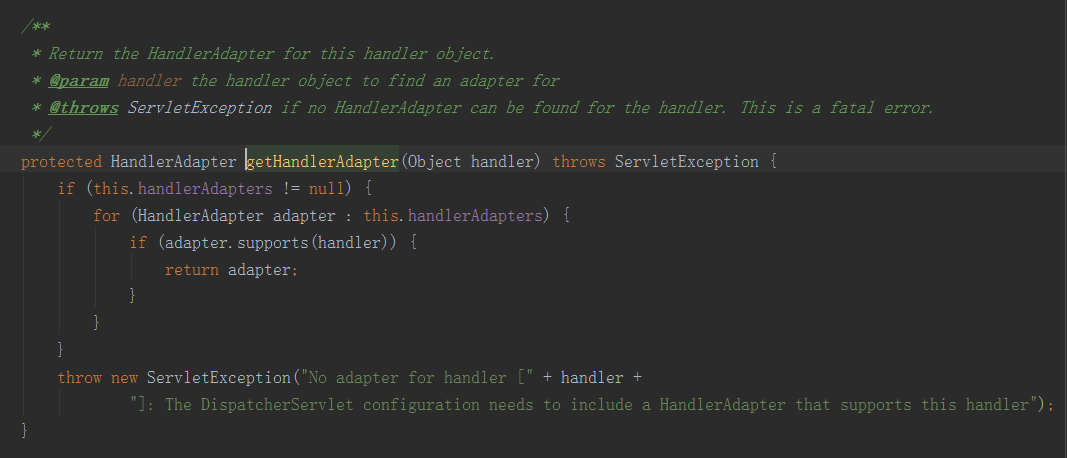 /**
 * Return the HandlerAdapter for this handler object.
 * @param handler the handler object to find an adapter for
 * @throws ServletException if no HandlerAdapter can be found for the handler. This is a fatal error.
 */
protected HandlerAdapter getHandlerAdapter(Object handler) throws ServletException {
    if (this.handlerAdapters != null) {
        for (HandlerAdapter adapter : this.handlerAdapters) {
            if (adapter.supports(handler)) {
                return adapter;
            }
        }
    }
    throw new ServletException("No adapter for handler [" + handler +
            "]: The DispatcherServlet configuration needs to include a HandlerAdapter that supports this handler");
}